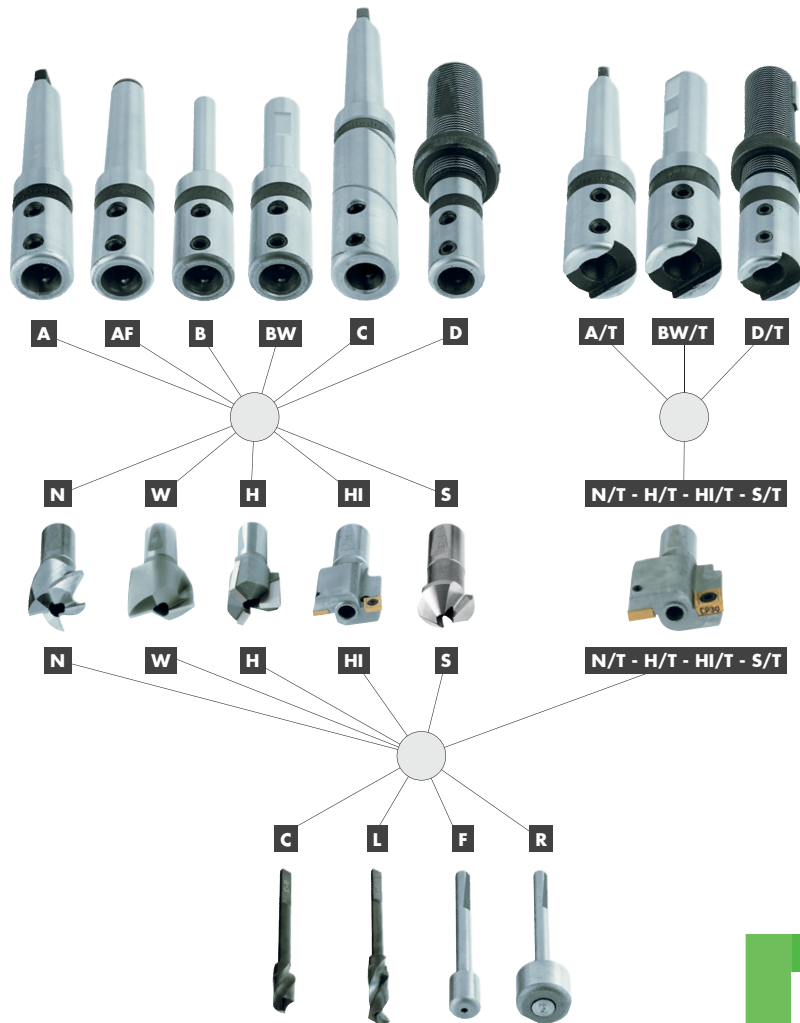 A AF B BW C D A/T BW/T D/T
N W H HI S N/T - H/T - HI/T - S/T
CP30
N W H HI S N/T - H/T - HI/T - S/T
C L F R